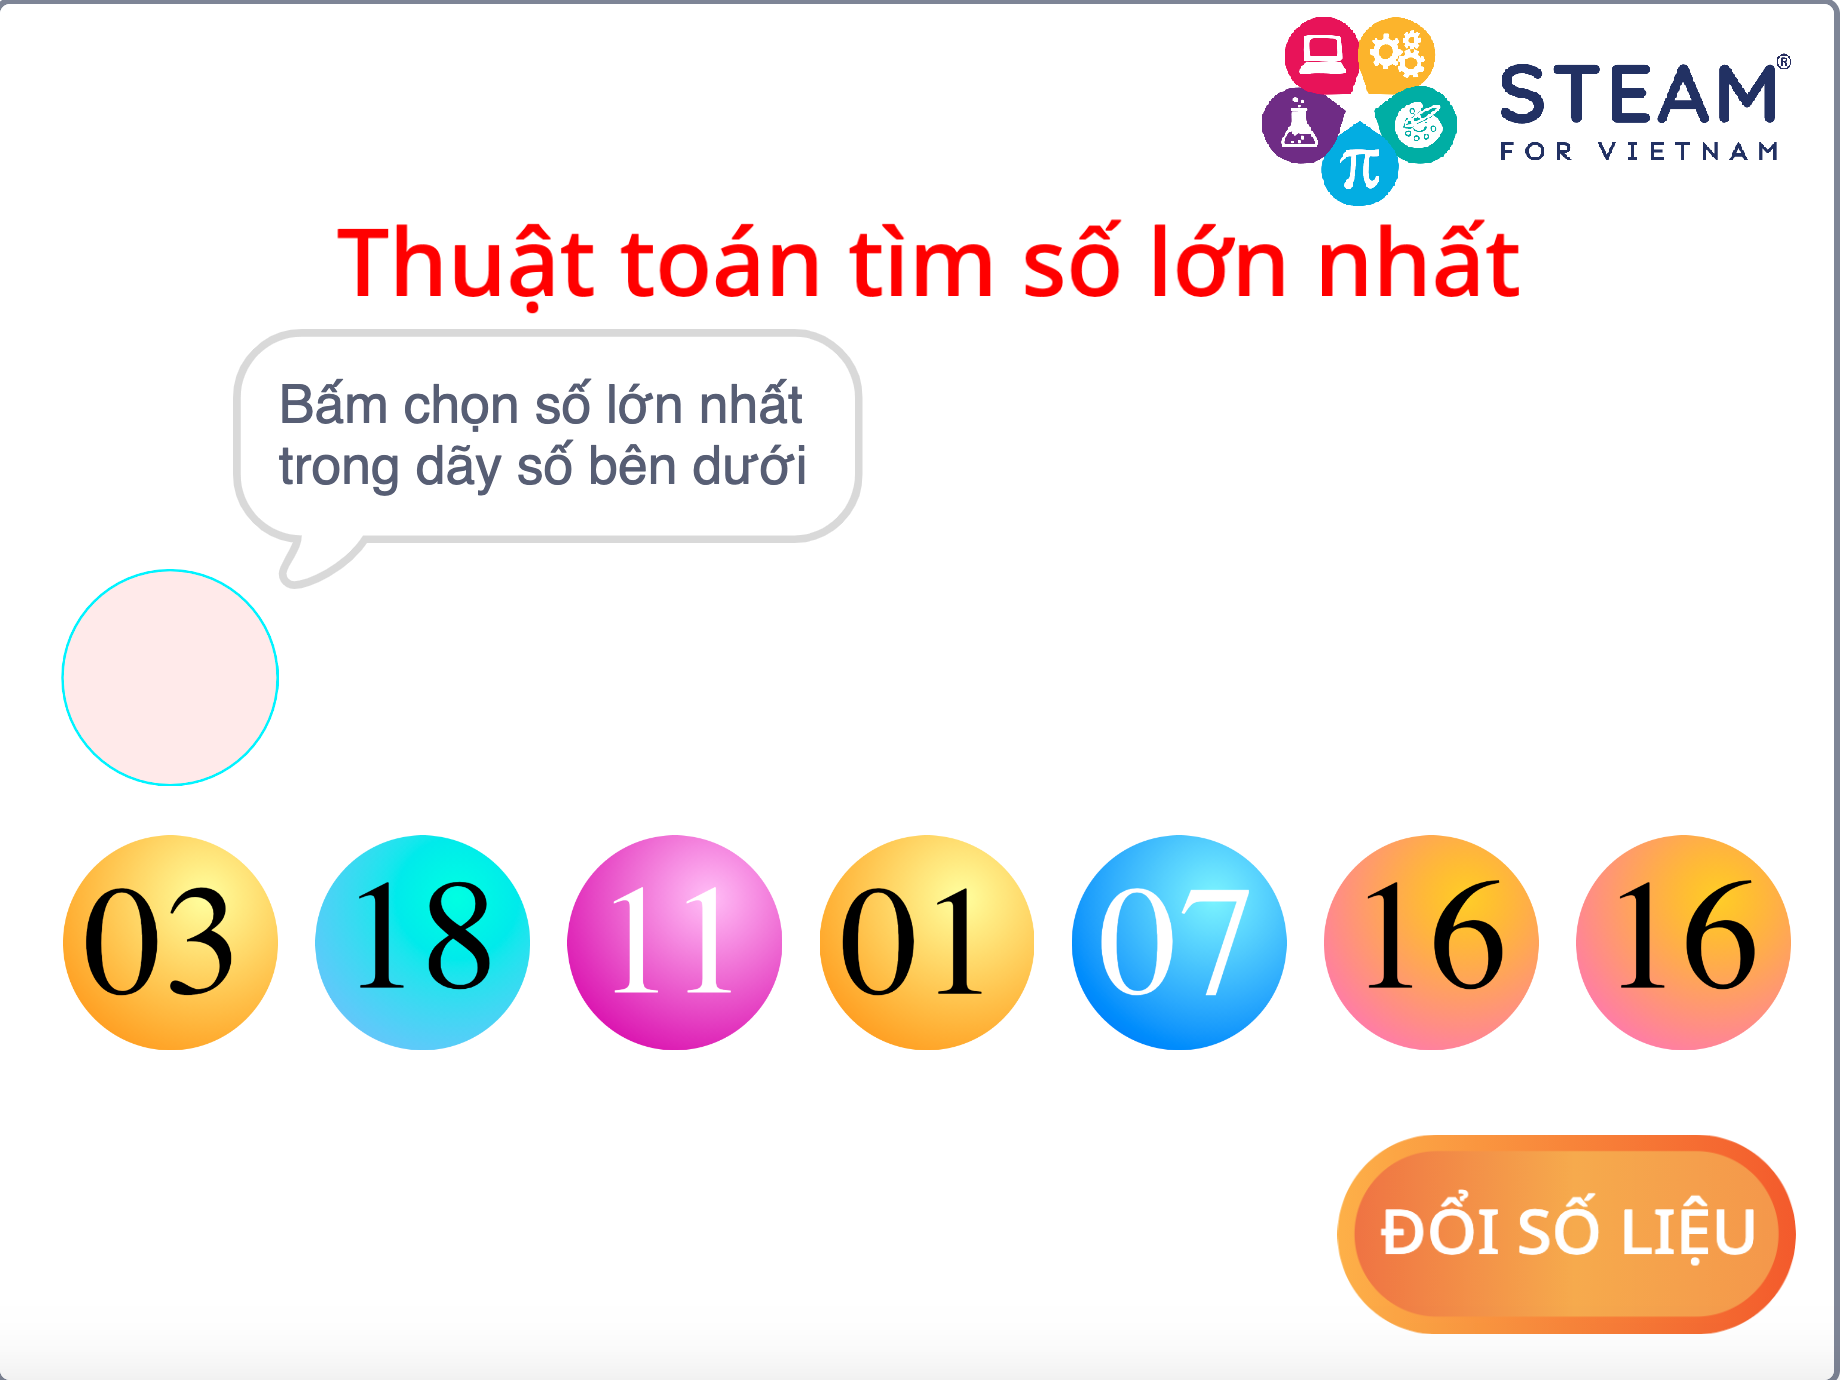 STEAM®
FOR VIETNAM
π
Thuật toán tìm số lớn nhất
Bấm chọn số lớn nhất
trong dãy số bên dưới
03 18 11 01 07 16 16
ĐỔI SỐ LIỆU